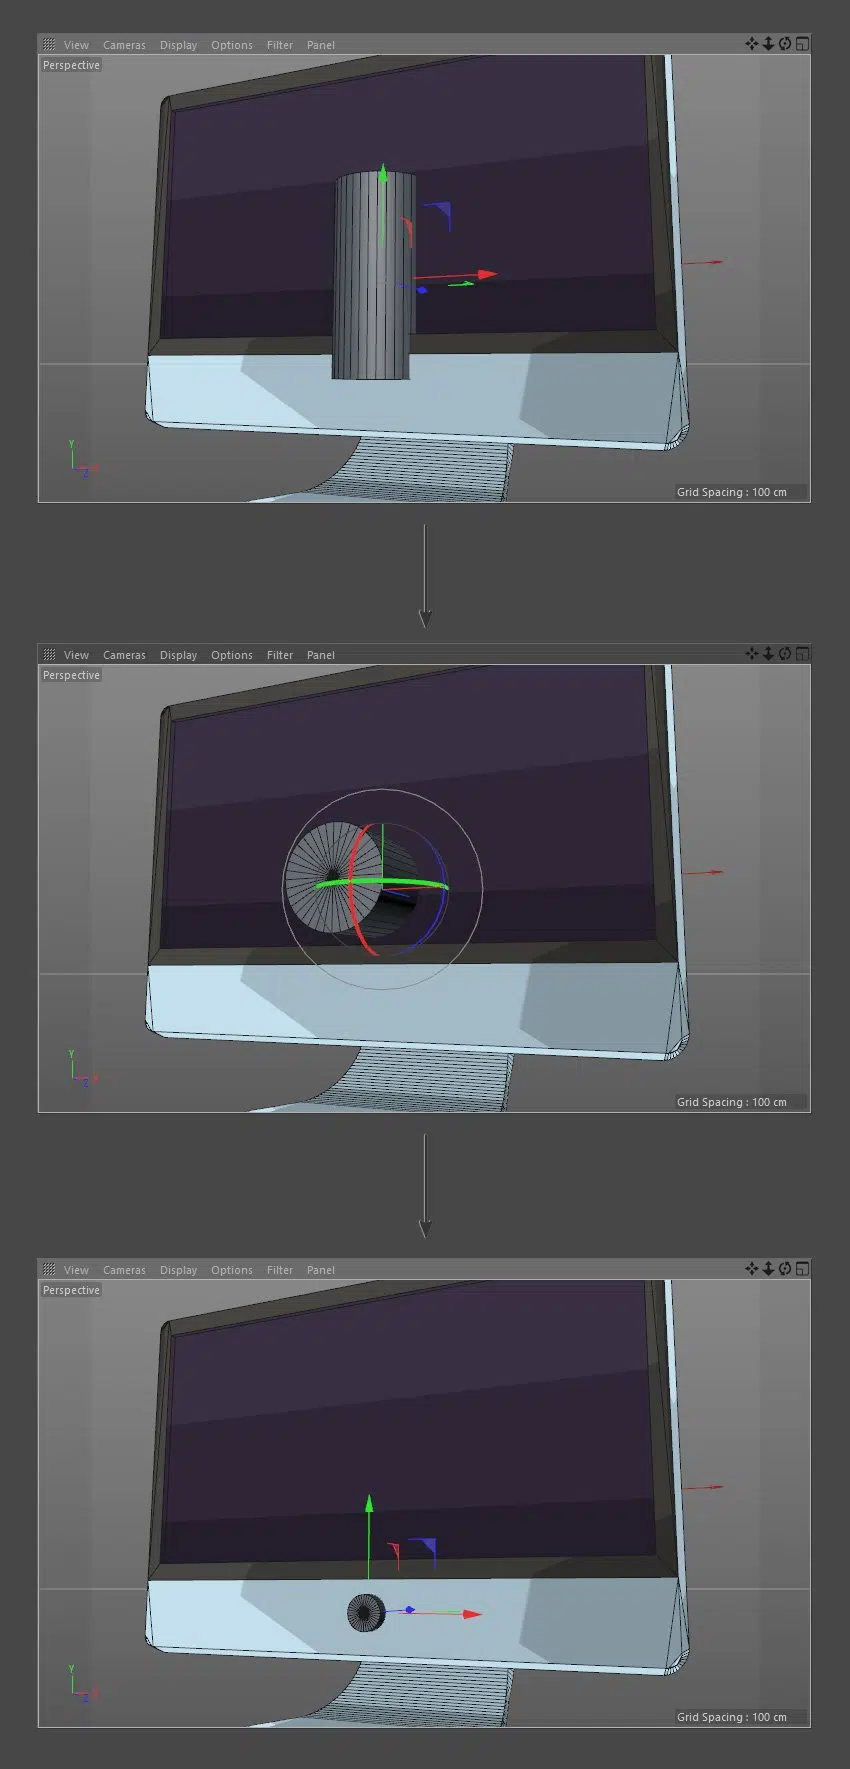 View Cameras Display Options Filter Panel
Perspective
Y
X
Z
Grid Spacing : 100 cm
View Cameras Display Options Filter Panel
Perspective
Y
X
Z
Grid Spacing : 100 cm
View Cameras Display Options Filter Panel
Perspective
Y
X
Z
Grid Spacing : 100 cm